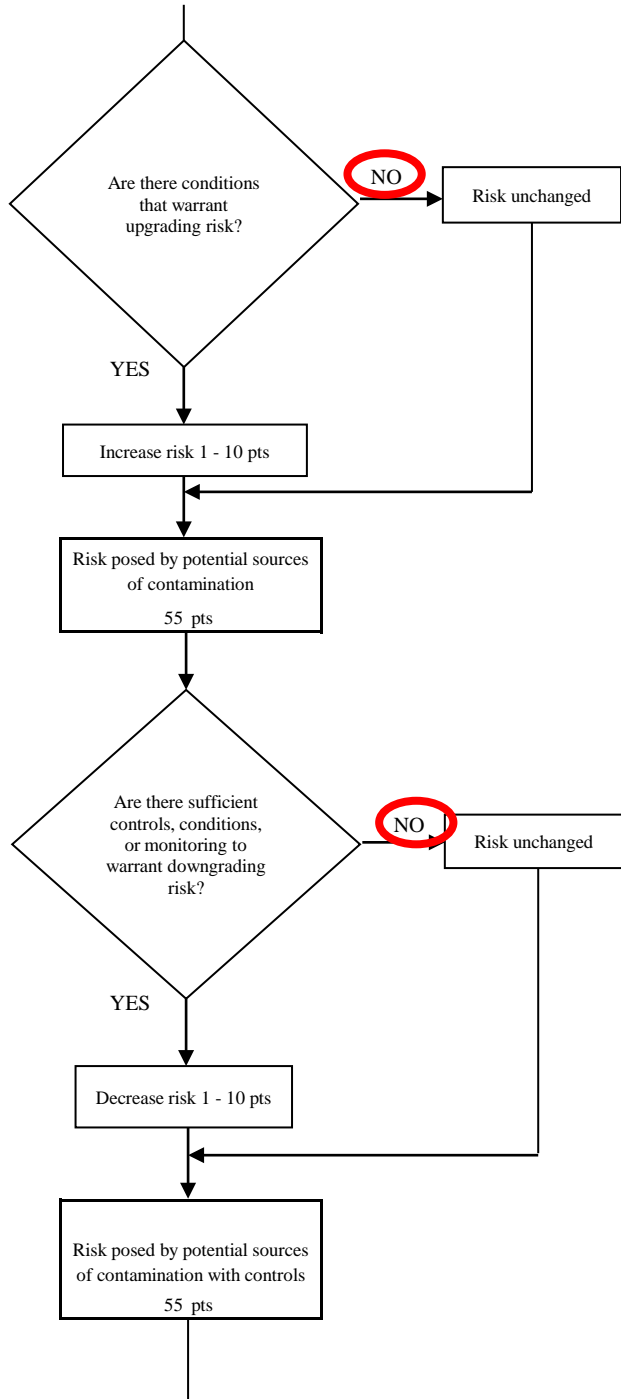 Are there conditions
that warrant
upgrading risk?
NO
Risk unchanged
YES
Increase risk 1 - 10 pts
Risk posed by potential sources
of contamination
55 pts
Are there sufficient
controls, conditions,
or monitoring to
warrant downgrading
risk?
NO
Risk unchanged
YES
Decrease risk 1 - 10 pts
Risk posed by potential sources
of contamination with controls
55 pts